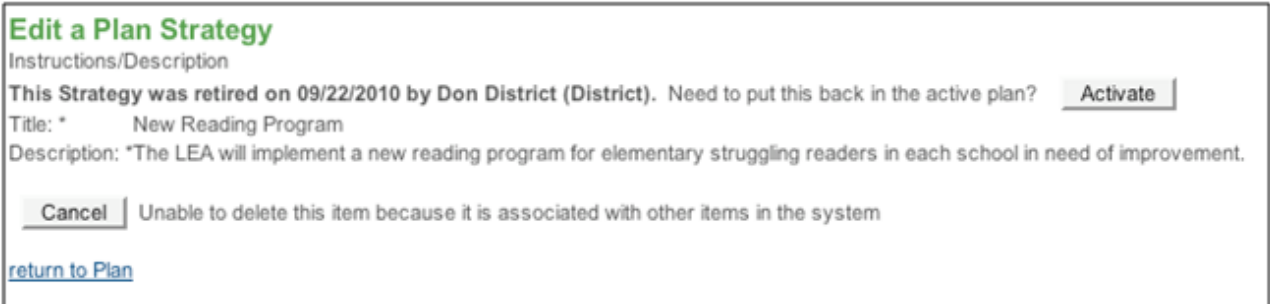 Edit a Plan Strategy
Instructions/Description
This Strategy was retired on 09/22/2010 by Don District (District). Need to put this back in the active plan? Activate
Title: * New Reading Program
Description: *The LEA will implement a new reading program for elementary struggling readers in each school in need of improvement.
Cancel Unable to delete this item because it is associated with other items in the system
return to Plan